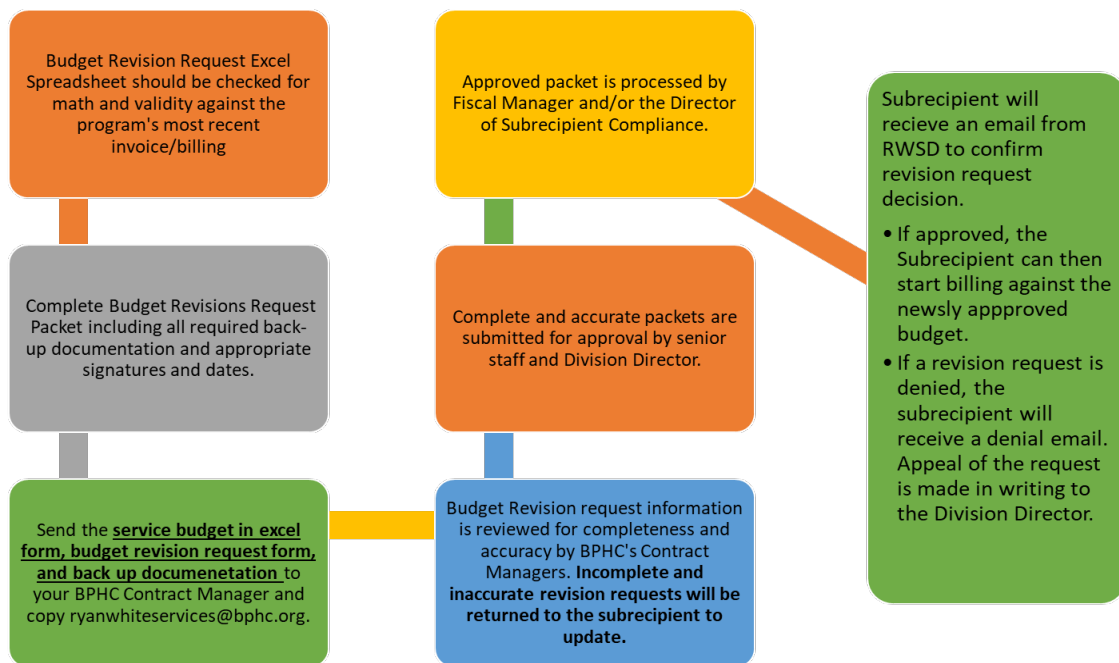 Budget Revision Request Excel
Spreadsheet should be checked for
math and validity against the
program's most recent
invoice/billing
Complete Budget Revisions Request
Packet including all required back-
up documentation and appropriate
signatures and dates.
Send the service budget in excel
form, budget revision request form,
and back up documenetation to
your BPHC Contract Manager and
copy ryanwhiteservices@bphc.org.
Budget Revision request information
is reviewed for completeness and
accuracy by BPHC's Contract
Managers. Incomplete and
inaccurate revision requests will be
returned to the subrecipient to
update.
Complete and accurate packets are
submitted for approval by senior
staff and Division Director.
Approved packet is processed by
Fiscal Manager and/or the Director
of Subrecipient Compliance.
Subrecipient will
recieve an email from
RWSD to confirm
revision request
decision.
• If approved, the
Subrecipient can then
start billing against the
newly appproved
budget.
• If a revision request is
denied, the
subrecipient will
receive a denial email.
Appeal of the request
is made in writing to
the Division Director.